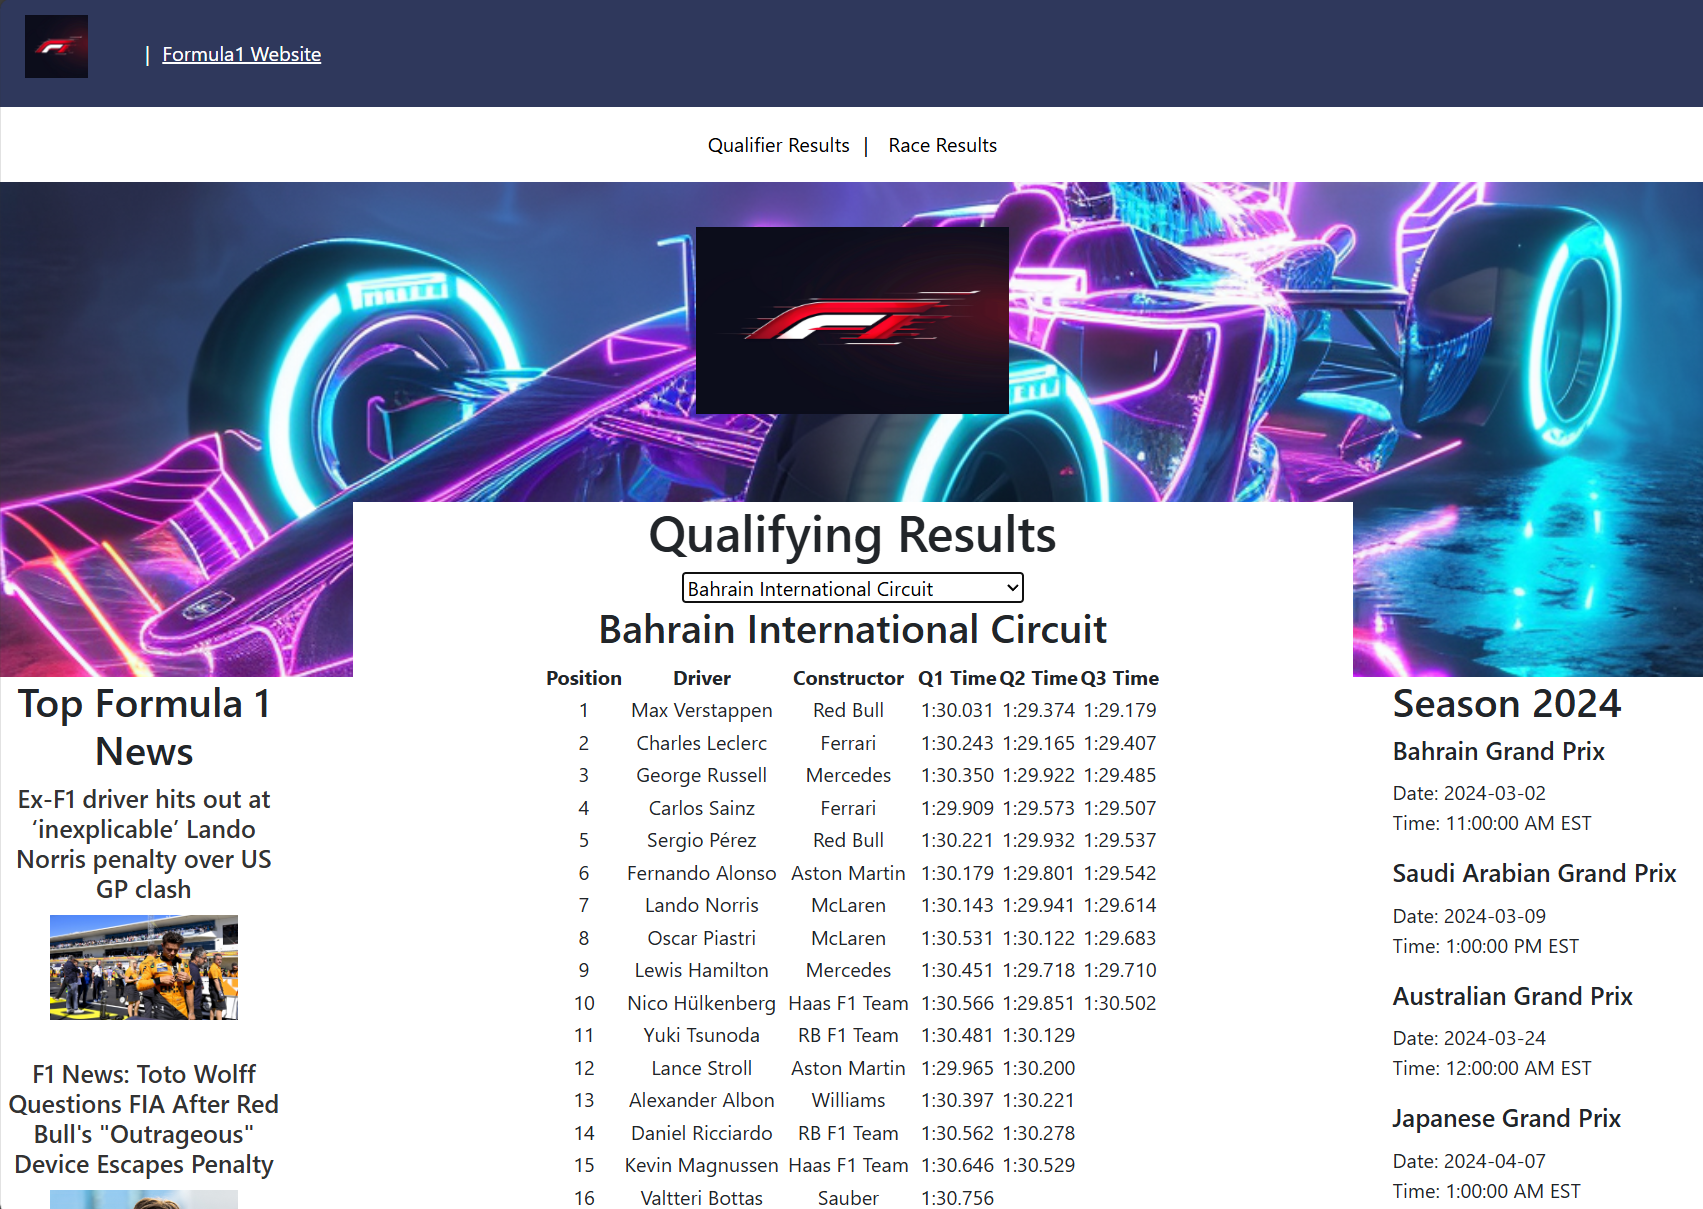 | Formula1 Website
Qualifier Results | Race Results
F1
Qualifying Results
Bahrain International Circuit
Bahrain International Circuit
Position Driver Constructor Q1 Time Q2 Time Q3 Time
1 Max Verstappen Red Bull 1:30.031 1:29.374 1:29.179
2 Charles Leclerc Ferrari 1:30.243 1:29.165 1:29.407
3 George Russell Mercedes 1:30.350 1:29.922 1:29.485
4 Carlos Sainz Ferrari 1:29.909 1:29.573 1:29.507
5 Sergio Pérez Red Bull 1:30.221 1:29.932 1:29.537
6 Fernando Alonso Aston Martin 1:30.179 1:29.801 1:29.542
7 Lando Norris McLaren 1:30.143 1:29.941 1:29.614
8 Oscar Piastri McLaren 1:30.531 1:30.122 1:29.683
9 Lewis Hamilton Mercedes 1:30.451 1:29.718 1:29.710
10 Nico Hülkenberg Haas F1 Team 1:30.566 1:29.851 1:30.502
11 Yuki Tsunoda RB F1 Team 1:30.481 1:30.129
12 Lance Stroll Aston Martin 1:29.965 1:30.200
13 Alexander Albon Williams 1:30.397 1:30.221
14 Daniel Ricciardo RB F1 Team 1:30.562 1:30.278
15 Kevin Magnussen Haas F1 Team 1:30.646 1:30.529
16 Valtteri Bottas Sauber 1:30.756
Top Formula 1
News
Ex-F1 driver hits out at
‘inexplicable’ Lando
Norris penalty over US
GP clash
F1 News: Toto Wolff
Questions FIA After Red
Bull's "Outrageous"
Device Escapes Penalty
Season 2024
Bahrain Grand Prix
Date: 2024-03-02
Time: 11:00:00 AM EST
Saudi Arabian Grand Prix
Date: 2024-03-09
Time: 1:00:00 PM EST
Australian Grand Prix
Date: 2024-03-24
Time: 12:00:00 AM EST
Japanese Grand Prix
Date: 2024-04-07
Time: 1:00:00 AM EST